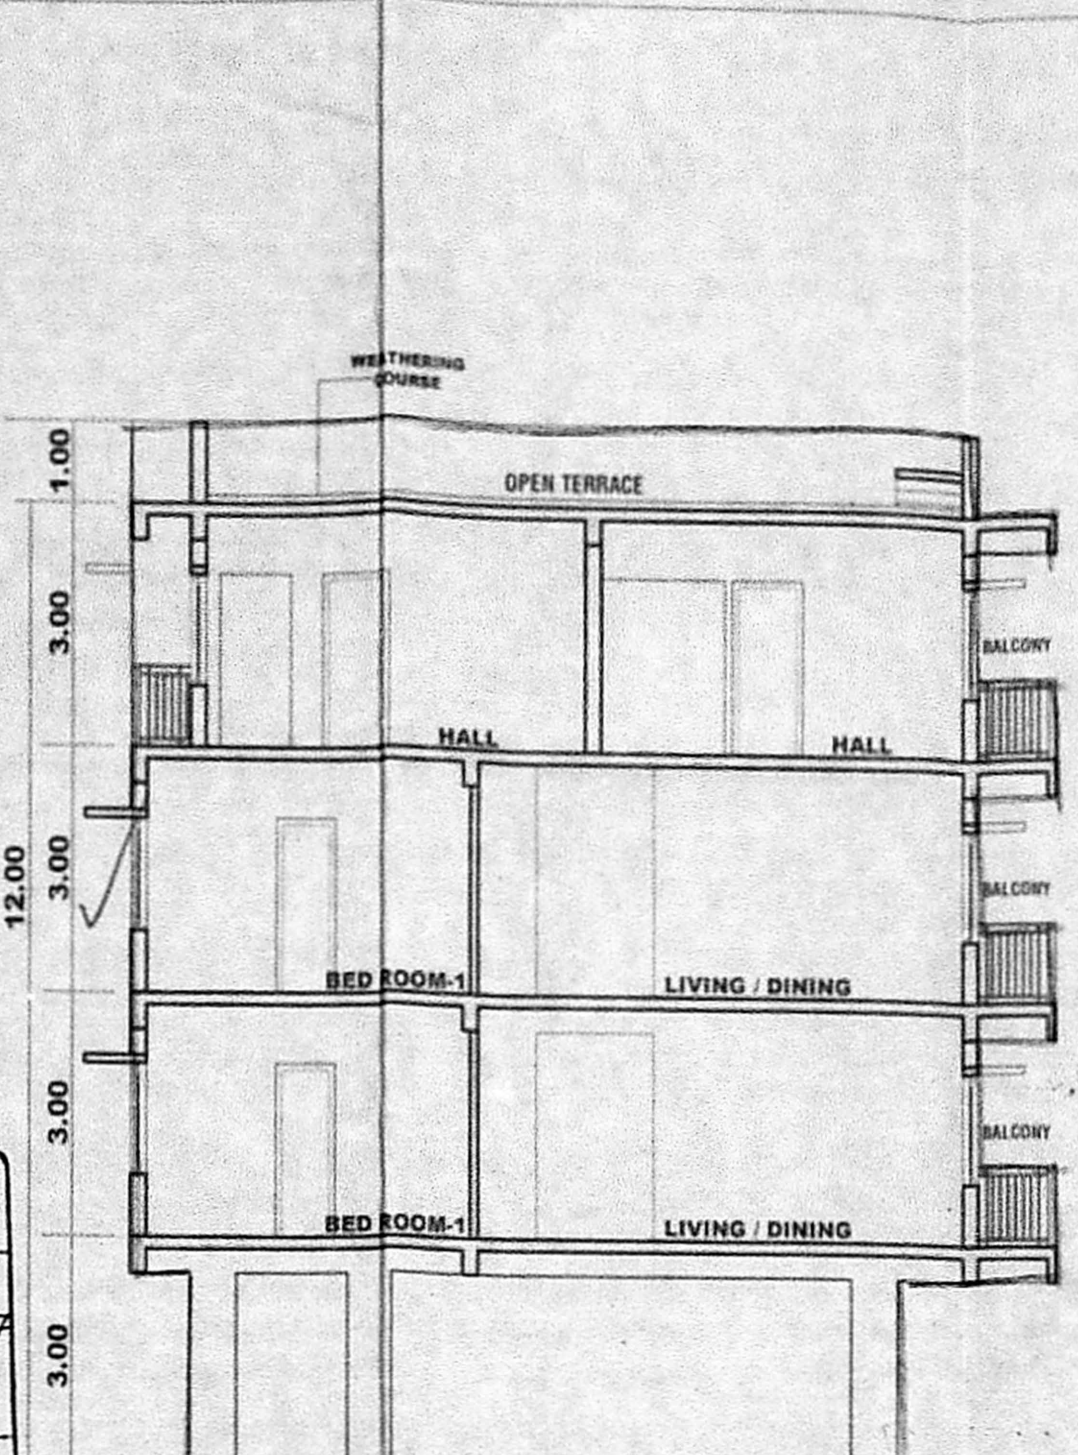 WEATHERING
COURSE
1.00
OPEN TERRACE
3.00
BALCONY
HALL
HALL
12.00
3.00
BALCONY
BED ROOM-1
LIVING / DINING
3.00
BALCONY
BED ROOM-1
LIVING / DINING
3.00